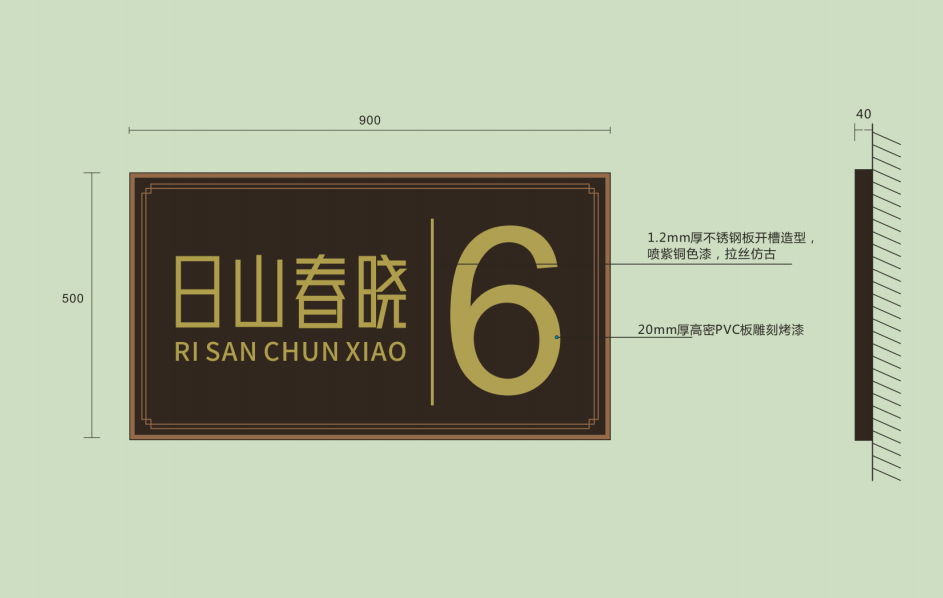 900
40
500
日山春晓
RI SAN CHUN XIAO
6
1.2mm厚不锈钢板开槽造型，
喷紫铜色漆，拉丝仿古
20mm厚高密PVC板雕刻烤漆